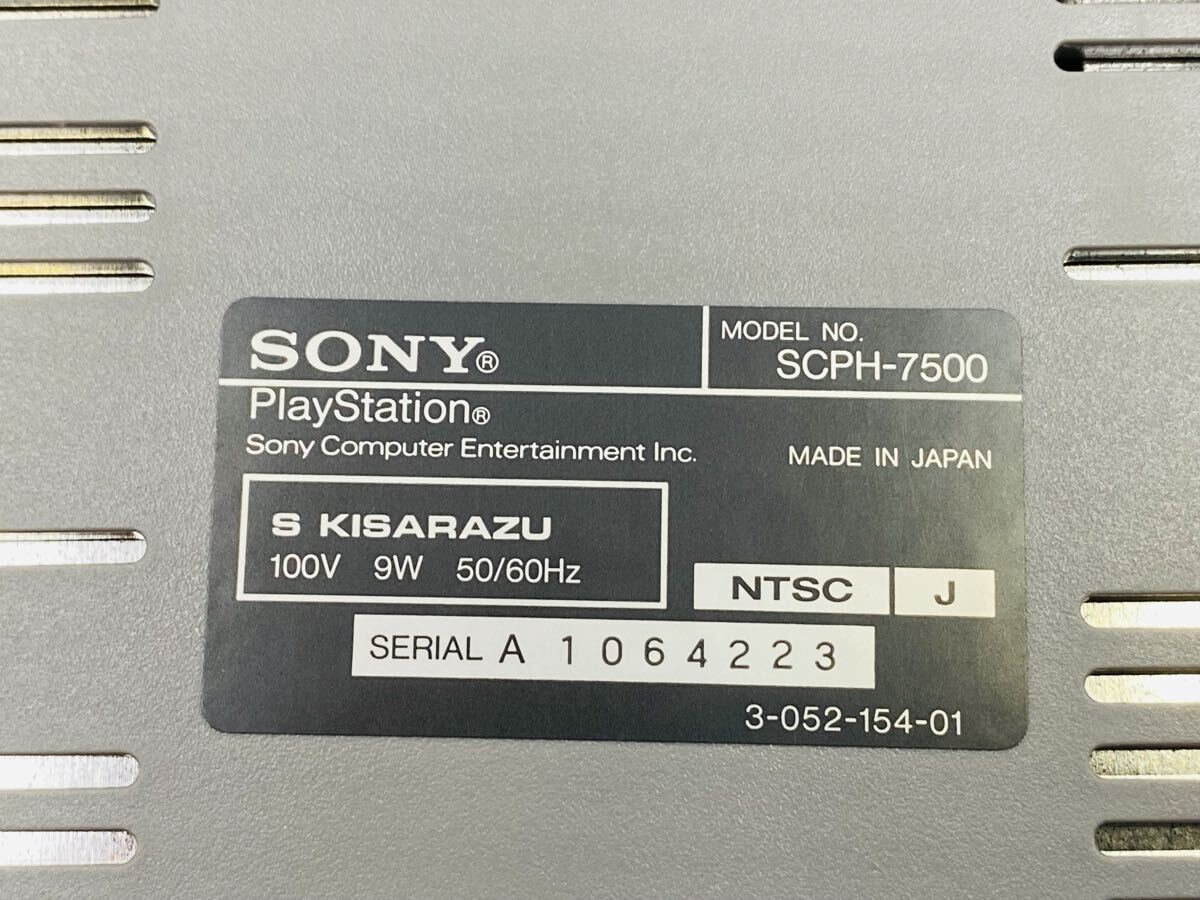 SONY®
MODEL NO.
SCPH-7500
PlayStation®
Sony Computer Entertainment Inc.
MADE IN JAPAN
S KISARAZU
100V 9W 50/60Hz
NTSC J
SERIAL A 1064223
3-052-154-01